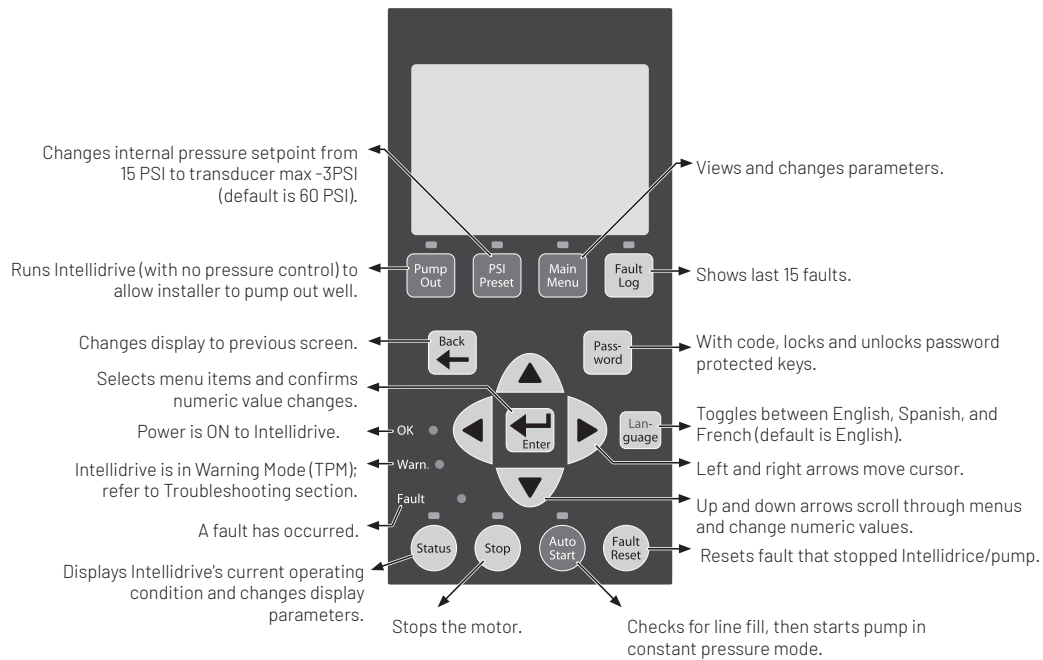 Changes internal pressure setpoint from
15 PSI to transducer max -3PSI
(default is 60 PSI).
Views and changes parameters.
Runs Intellidrive (with no pressure control) to
allow installer to pump out well.
Pump
Out
PSI
Preset
Main
Menu
Fault
Log
Shows last 15 faults.
Changes display to previous screen.
Back
Pass-
word
With code, locks and unlocks password
protected keys.
Selects menu items and confirms
numeric value changes.
Enter
Lan-
guage
Toggles between English, Spanish, and
French (default is English).
Power is ON to Intellidrive.
OK
Left and right arrows move cursor.
Intellidrive is in Warning Mode (TPM);
refer to Troubleshooting section.
Warn.
Up and down arrows scroll through menus
and change numeric values.
Fault
A fault has occurred.
Status
Stop
Auto
Start
Fault
Reset
Resets fault that stopped Intellidrice/pump.
Displays Intellidrive's current operating
condition and changes display
parameters.
Stops the motor.
Checks for line fill, then starts pump in
constant pressure mode.